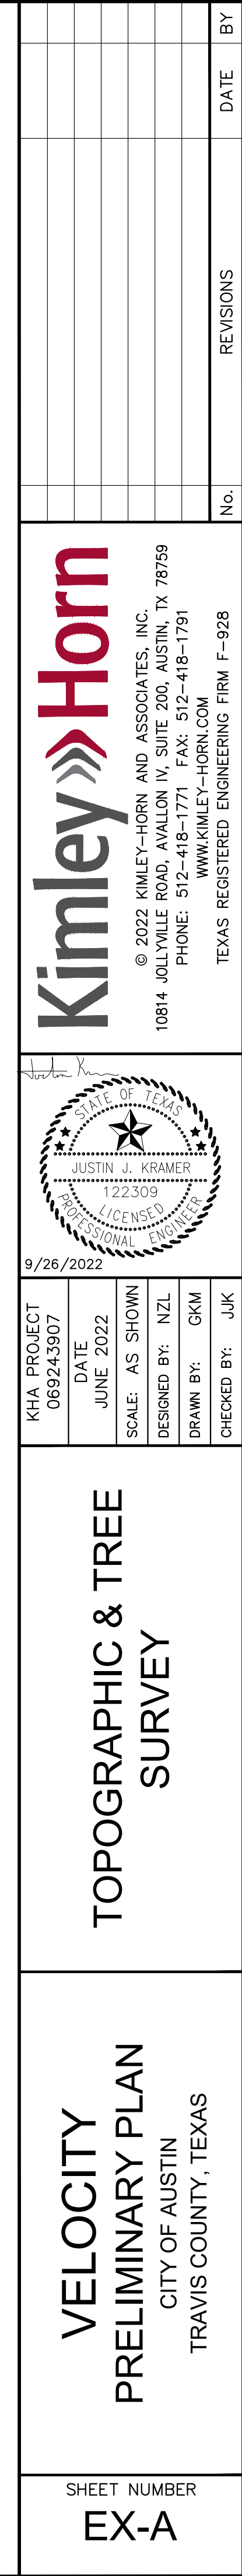 No. REVISIONS DATE BY
Kimley»Horn
© 2022 KIMLEY-HORN AND ASSOCIATES, INC.
10814 JOLLYVILLE ROAD, AVALLON IV, SUITE 200, AUSTIN, TX 78759
PHONE: 512-418-1771 FAX: 512-418-1791
WWW.KIMLEY-HORN.COM
TEXAS REGISTERED ENGINEERING FIRM F-928
Justin Kramer
STATE OF TEXAS
JUSTIN J. KRAMER
122309
LICENSED
PROFESSIONAL ENGINEER
9/26/2022
KHA PROJECT
069243907
DATE
JUNE 2022
SCALE: AS SHOWN
DESIGNED BY: NZL
DRAWN BY: GKM
CHECKED BY: JJK
TOPOGRAPHIC & TREE
SURVEY
VELOCITY
PRELIMINARY PLAN
CITY OF AUSTIN
TRAVIS COUNTY, TEXAS
SHEET NUMBER
EX-A